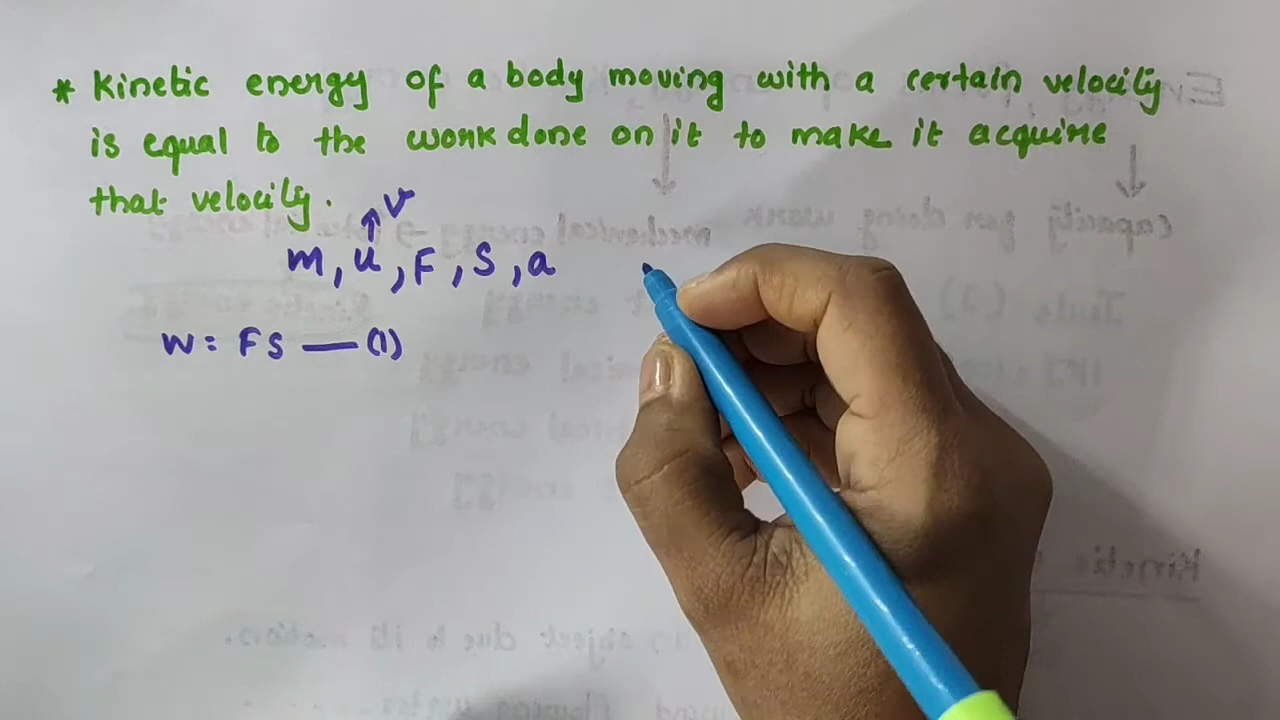 * Kinetic energy of a body moving with a certain velocity
is equal to the work done on it to make it acquire
that velocity.
v
m, u, F, S, a
W = FS — (1)